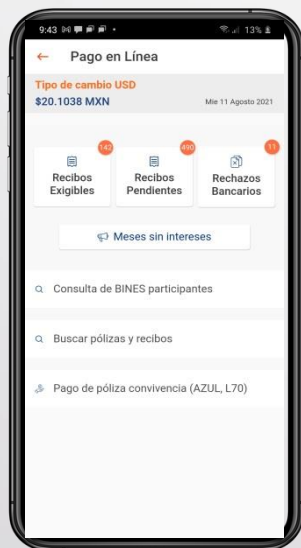 9:43
13%
Pago en Línea
Tipo de cambio USD
$20.1038 MXN
Mie 11 Agosto 2021
142
490
11
Recibos Exigibles
Recibos Pendientes
Rechazos Bancarios
Meses sin intereses
Consulta de BINES participantes
Buscar pólizas y recibos
Pago de póliza convivencia (AZUL, L70)